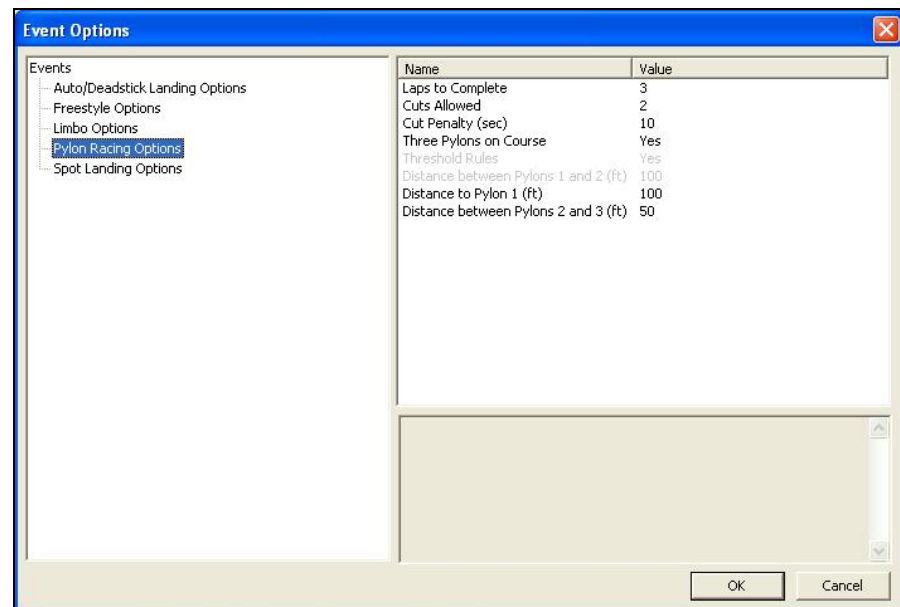 Event Options
Events
Auto/Deadstick Landing Options
Freestyle Options
Limbo Options
Pylon Racing Options
Spot Landing Options
Name Value
Laps to Complete 3
Cuts Allowed 2
Cut Penalty (sec) 10
Three Pylons on Course Yes
Threshold Rules Yes
Distance between Pylons 1 and 2 (ft) 100
Distance to Pylon 1 (ft) 100
Distance between Pylons 2 and 3 (ft) 50
OK Cancel